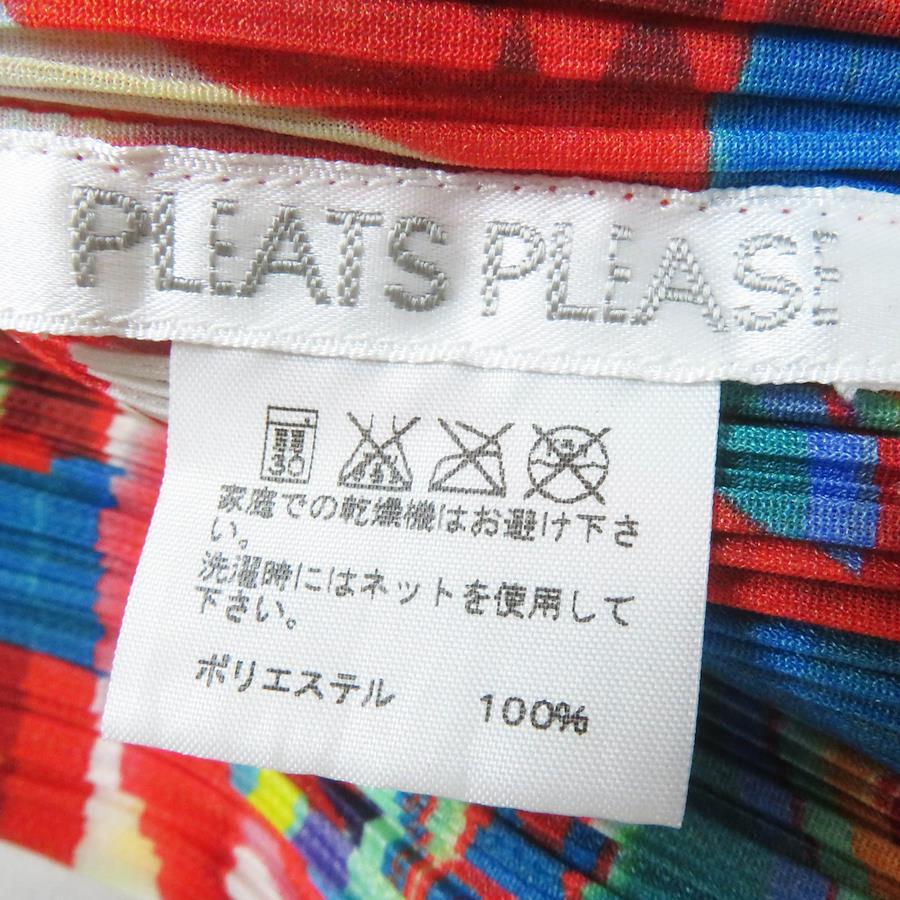 PLEATS PLEASE
30
家庭での乾燥機はお避け下さ
い。
洗濯時にはネットを使用して
下さい。
ポリエステル 100%